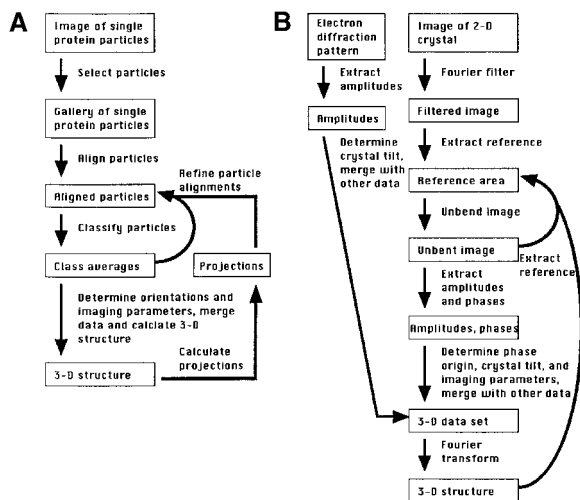 A
Image of single
protein particles
Select particles
Gallery of single
protein particles
Align particles
Refine particle
alignments
Aligned particles
Classify particles
Class averages
Projections
Determine orientations and
imaging parameters, merge
data and calclate 3-D
structure
Calculate
projections
3-D structure
B
Electron
diffraction
pattern
Image of 2-D
crystal
Extract
amplitudes
Fourier filter
Amplitudes
Filtered image
Determine
crystal tilt,
merge with
other data
Extract reference
Reference area
Unbend image
Unbent image
Extract
reference
Extract
amplitudes
and phases
Amplitudes, phases
Determine phase
origin, crystal tilt, and
imaging parameters,
merge with other data
3-D data set
Fourier
transform
3-D structure